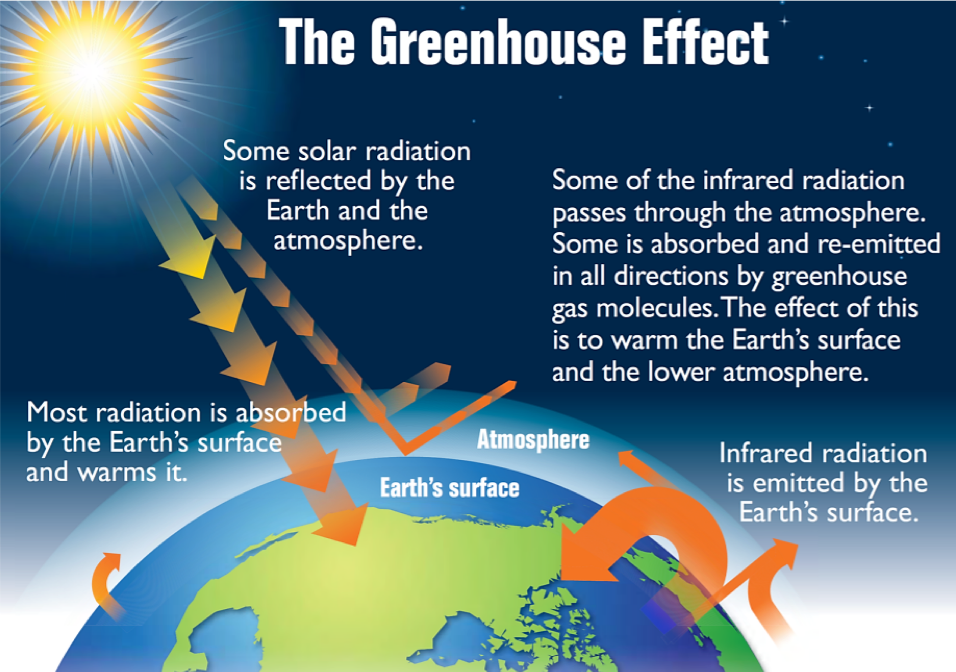 The Greenhouse Effect
Some solar radiation
is reflected by the
Earth and the
atmosphere.
Some of the infrared radiation
passes through the atmosphere.
Some is absorbed and re-emitted
in all directions by greenhouse
gas molecules. The effect of this
is to warm the Earth's surface
and the lower atmosphere.
Most radiation is absorbed
by the Earth's surface
and warms it.
Atmosphere
Earth's surface
Infrared radiation
is emitted by the
Earth's surface.